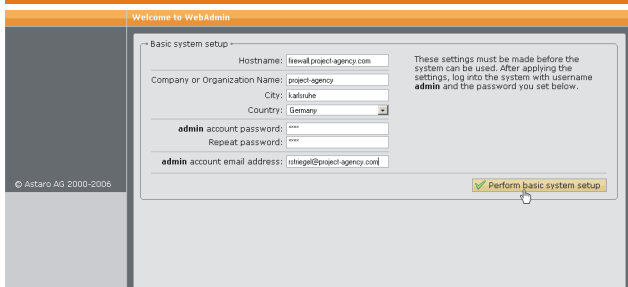 Welcome to WebAdmin
Basic system setup
Hostname: firewall.project-agency.com
Company or Organization Name: project-agency
City: karlsruhe
Country: Germany
admin account password: ****
Repeat password: ****
admin account email address: rshiegel@project-agency.com
These settings must be made before the
system can be used. After applying the
settings, log into the system with username
admin and the password you set below.
Perform basic system setup
© Astaro AG 2000-2006